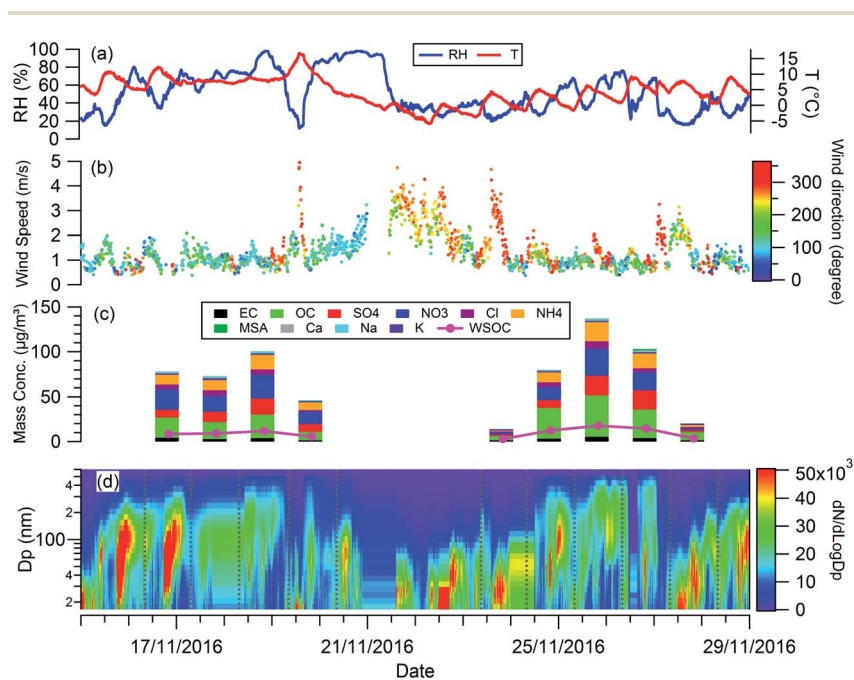 (a)
RH
T
100
80
60
40
20
0
RH (%)
15
10
5
0
-5
T (°C)
(b)
5
4
3
2
1
0
Wind Speed (m/s)
300
200
100
0
Wind direction (degree)
(c)
150
100
50
0
Mass Conc. (µg/m³)
EC OC SO4 NO3 Cl NH4
MSA Ca Na K WSOC
(d)
4
2
100
4
2
Dp (nm)
50x10³
40
30
20
10
0
dN/dLogDp
17/11/2016 21/11/2016 25/11/2016 29/11/2016
Date